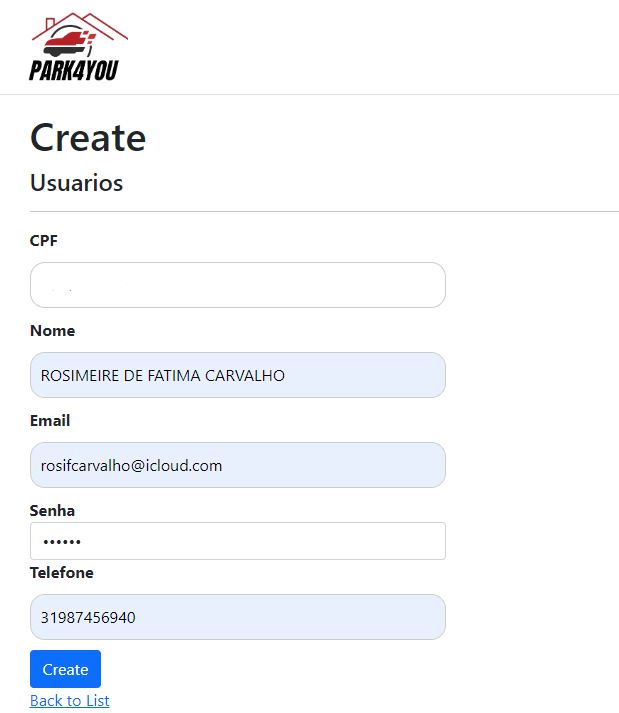 PARK4YOU
Create
Usuarios
CPF
Nome
ROSIMEIRE DE FATIMA CARVALHO
Email
rosifcarvalho@icloud.com
Senha
••••••
Telefone
31987456940
Create
Back to List